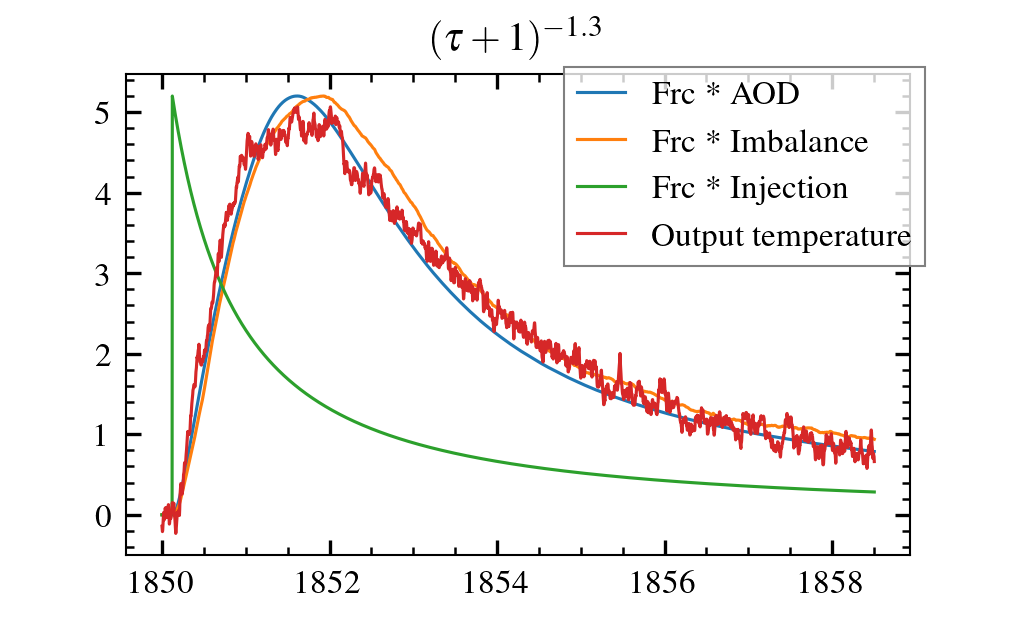 (τ + 1)^{−1.3}
Frc * AOD
Frc * Imbalance
Frc * Injection
Output temperature
5
4
3
2
1
0
1850 1852 1854 1856 1858